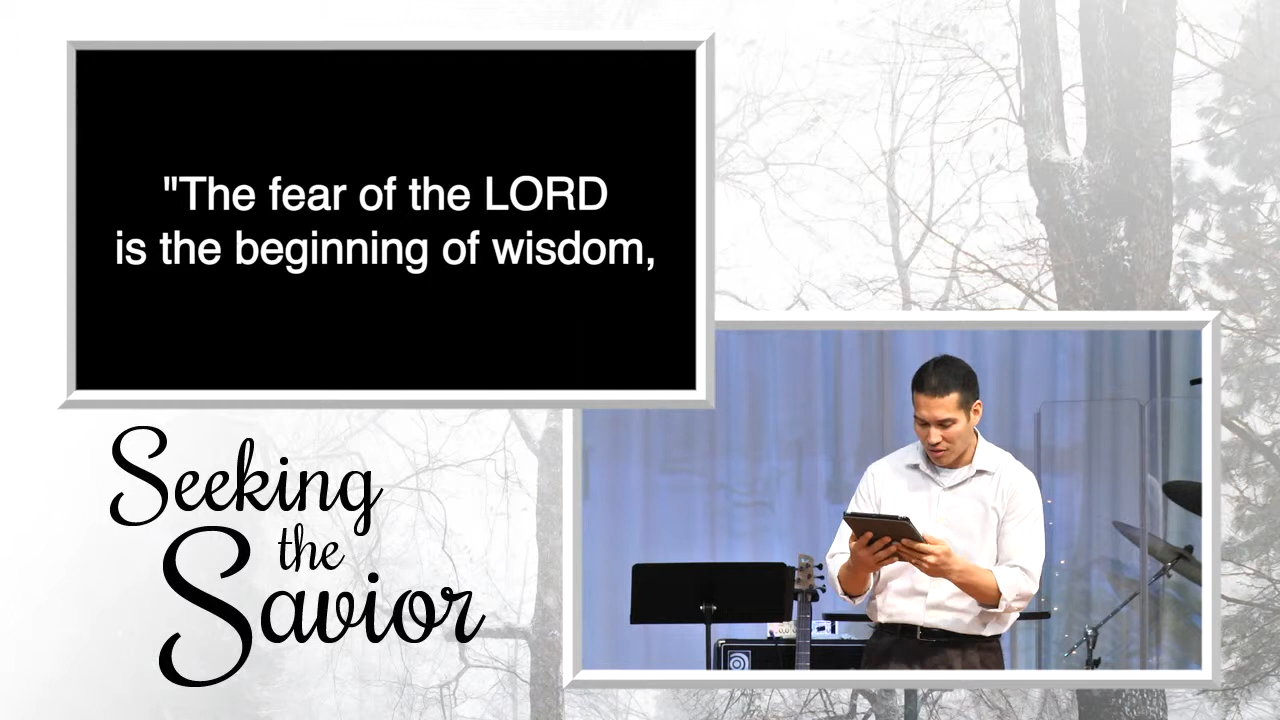 "The fear of the LORD
is the beginning of wisdom,
Seeking
the
Savior